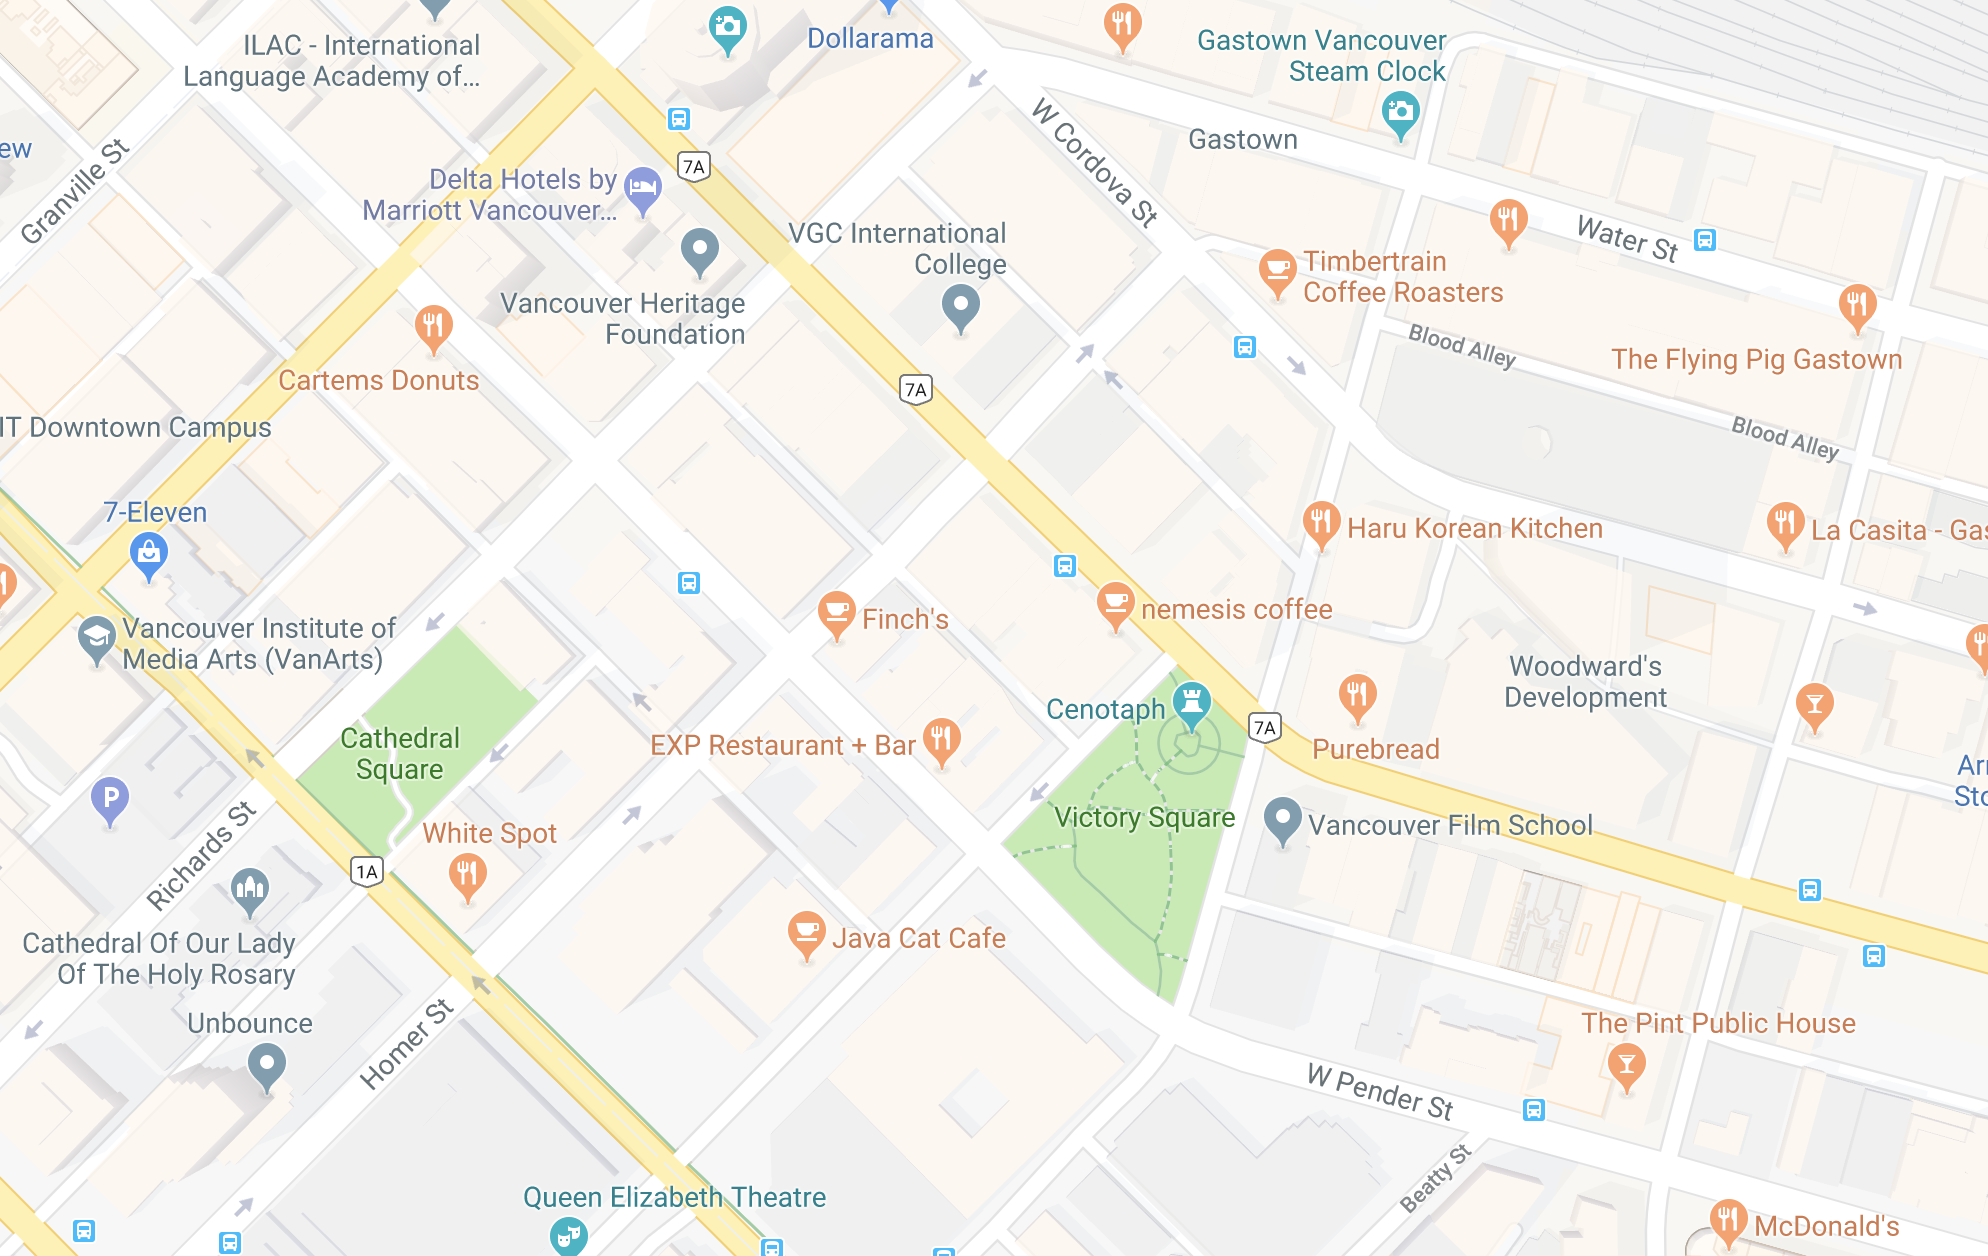 ILAC - International
Language Academy of...
Dollarama
Gastown Vancouver
Steam Clock
Granville St
ew
Delta Hotels by
Marriott Vancouver...
7A
W Cordova St
Gastown
VGC International
College
Water St
Timbertrain
Coffee Roasters
Vancouver Heritage
Foundation
Blood Alley
The Flying Pig Gastown
Cartems Donuts
7A
IT Downtown Campus
Blood Alley
7-Eleven
Haru Korean Kitchen
La Casita - Gas
Vancouver Institute of
Media Arts (VanArts)
Finch's
nemesis coffee
Woodward's
Development
Cathedral
Square
EXP Restaurant + Bar
Cenotaph
7A
Purebread
Arr
Sto
P
Richards St
White Spot
Victory Square
Vancouver Film School
1A
Cathedral Of Our Lady
Of The Holy Rosary
Java Cat Cafe
Unbounce
Homer St
The Pint Public House
W Pender St
Beatty St
Queen Elizabeth Theatre
McDonald's